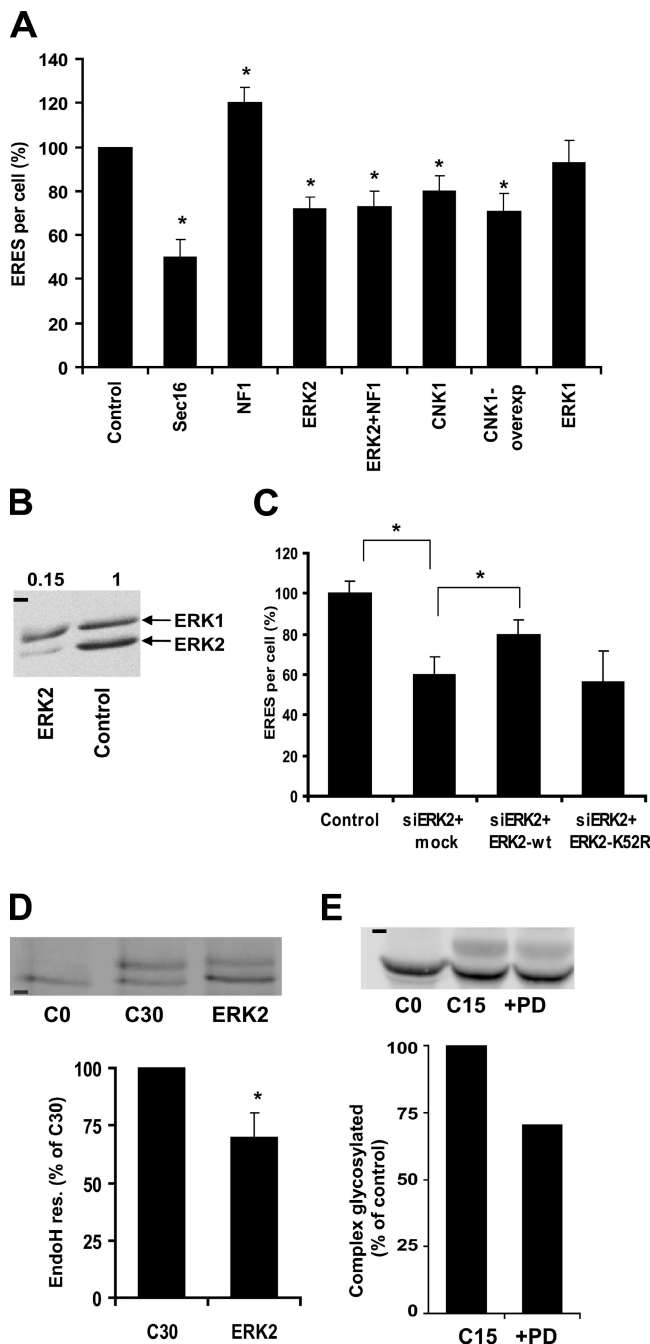 A
140
120
100
80
60
40
20
0
ERES per cell (%)
*
*
*
*
*
*
Control
Sec16
NF1
ERK2
ERK2+NF1
CNK1
CNK1-
overexp
ERK1
B
0.15 1
ERK1
ERK2
ERK2
Control
C
120
100
80
60
40
20
0
ERES per cell (%)
*
*
Control
siERK2+
mock
siERK2+
ERK2-wt
siERK2+
ERK2-K52R
D
C0 C30 ERK2
100
75
50
25
0
EndoH res. (% of C30)
*
C30 ERK2
E
C0 C15 +PD
100
75
50
25
0
Complex glycosylated
(% of control)
C15 +PD